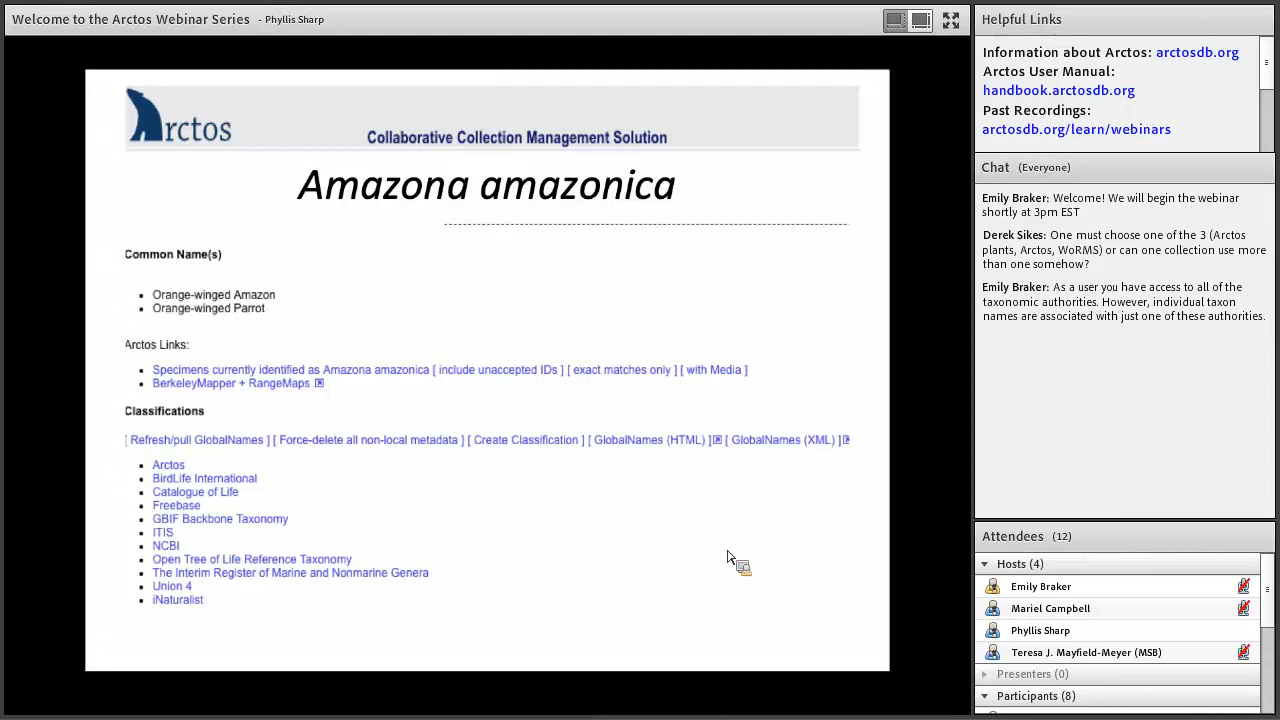 Welcome to the Arctos Webinar Series - Phyllis Sharp
Arctos
Collaborative Collection Management Solution
Amazona amazonica
Common Name(s)
Orange-winged Amazon
Orange-winged Parrot
Arctos Links:
Specimens currently identified as Amazona amazonica [ include unaccepted IDs ] [ exact matches only ] [ with Media ]
BerkeleyMapper + RangeMaps
Classifications
[ Refresh/pull GlobalNames ] [ Force-delete all non-local metadata ] [ Create Classification ] [ GlobalNames (HTML) ] [ GlobalNames (XML) ]
Arctos
BirdLife International
Catalogue of Life
Freebase
GBIF Backbone Taxonomy
ITIS
NCBI
Open Tree of Life Reference Taxonomy
The Interim Register of Marine and Nonmarine Genera
Union 4
iNaturalist
Helpful Links
Information about Arctos: arctosdb.org
Arctos User Manual:
handbook.arctosdb.org
Past Recordings:
arctosdb.org/learn/webinars
Chat (Everyone)
Emily Braker: Welcome! We will begin the webinar
shortly at 3pm EST
Derek Sikes: One must choose one of the 3 (Arctos
plants, Arctos, WoRMS) or can one collection use more
than one somehow?
Emily Braker: As a user you have access to all of the
taxonomic authorities. However, individual taxon
names are associated with just one of these authorities.
Attendees (12)
Hosts (4)
Emily Braker
Mariel Campbell
Phyllis Sharp
Teresa J. Mayfield-Meyer (MSB)
Presenters (0)
Participants (8)